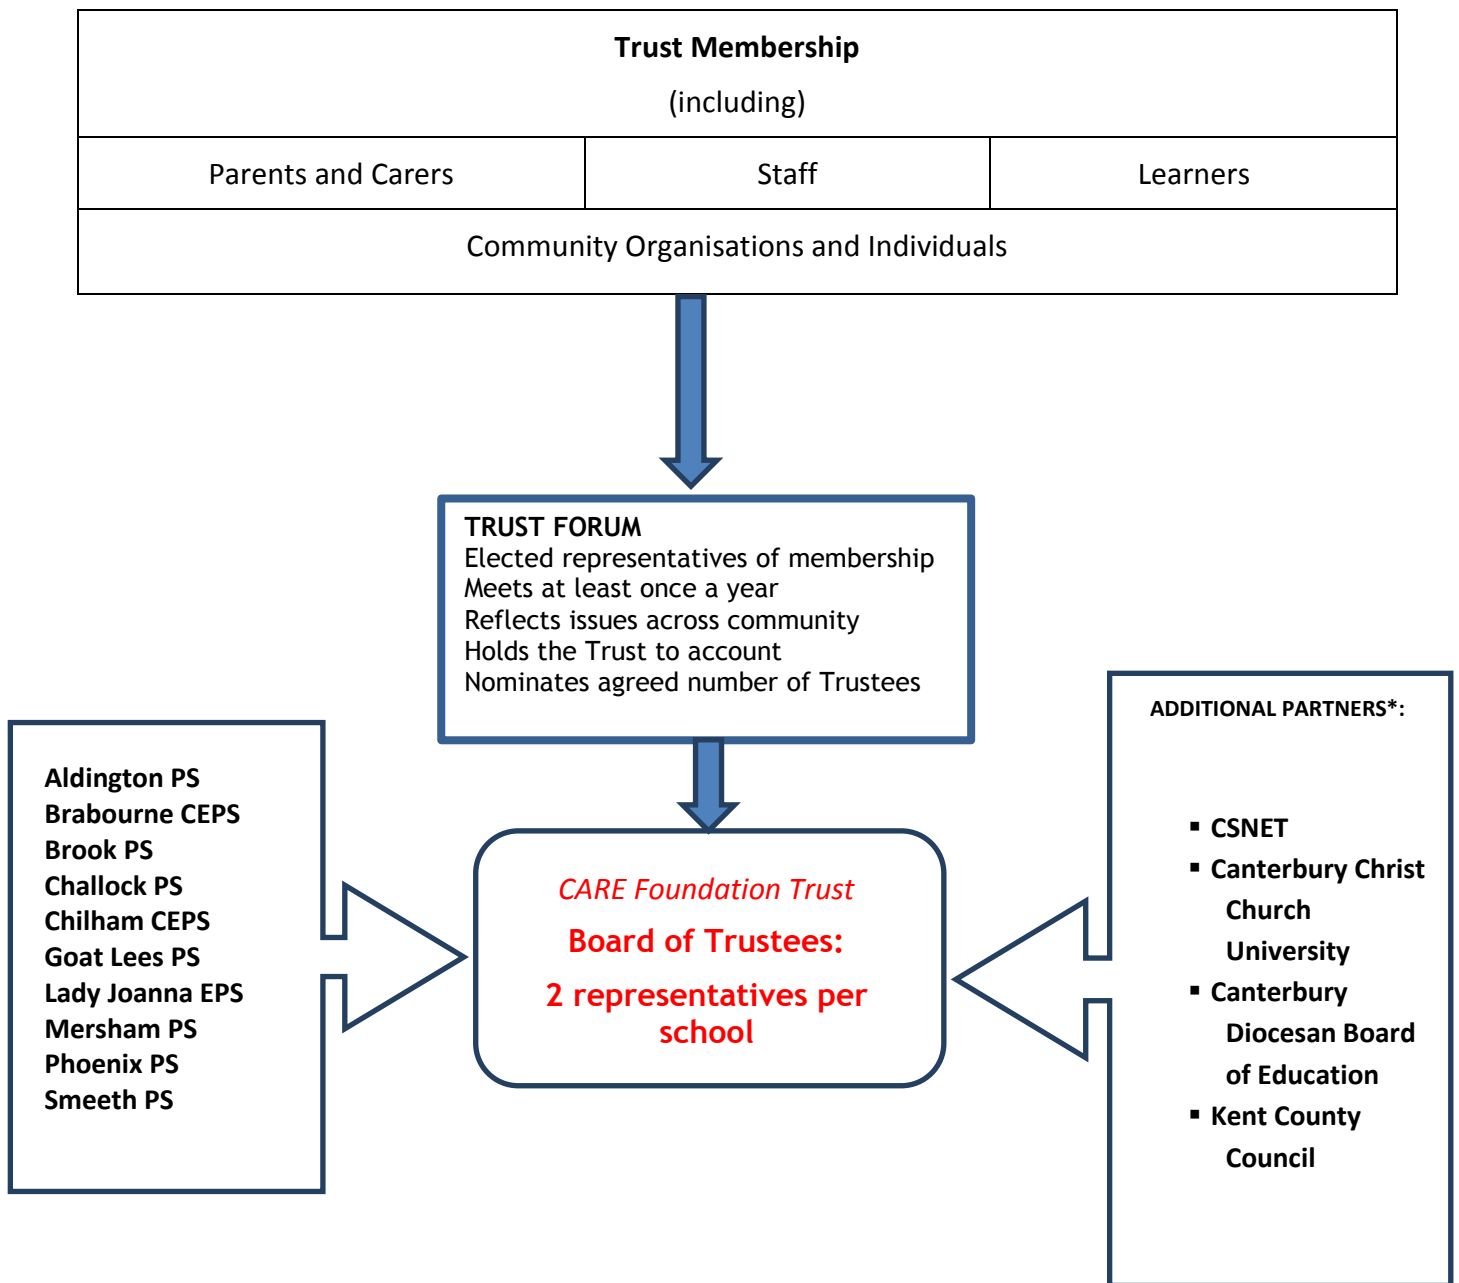 Trust Membership
(including)
Parents and Carers
Staff
Learners
Community Organisations and Individuals
TRUST FORUM
Elected representatives of membership
Meets at least once a year
Reflects issues across community
Holds the Trust to account
Nominates agreed number of Trustees
Aldington PS
Brabourne CEPS
Brook PS
Challock PS
Chilham CEPS
Goat Lees PS
Lady Joanna EPS
Mersham PS
Phoenix PS
Smeeth PS
CARE Foundation Trust
Board of Trustees:
2 representatives per
school
ADDITIONAL PARTNERS*:
▪ CSNET
▪ Canterbury Christ
Church
University
▪ Canterbury
Diocesan Board
of Education
▪ Kent County
Council